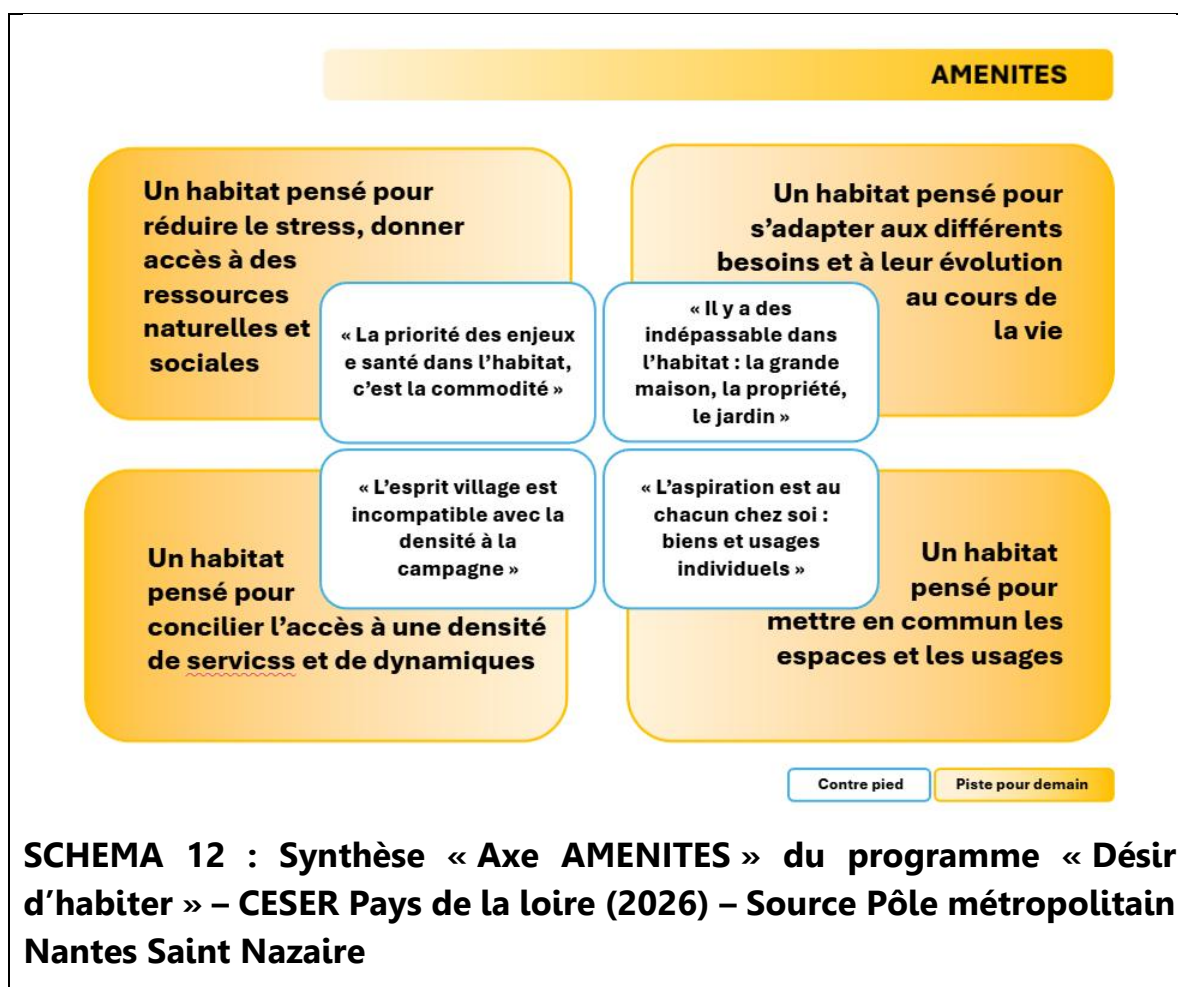 AMENITES
Un habitat pensé pour
réduire le stress, donner
accès à des
ressources
naturelles et
sociales
Un habitat pensé pour
s’adapter aux différents
besoins et à leur évolution
au cours de
la vie
« La priorité des enjeux
e santé dans l’habitat,
c’est la commodité »
« Il y a des
indépassable dans
l’habitat : la grande
maison, la propriété,
le jardin »
« L’esprit village est
incompatible avec la
densité à la
campagne »
« L’aspiration est au
chacun chez soi :
biens et usages
individuels »
Un habitat
pensé pour
concilier l’accès à une densité
de servicss et de dynamiques
Un habitat
pensé pour
mettre en commun les
espaces et les usages
Contre pied
Piste pour demain
SCHEMA 12 : Synthèse « Axe AMENITES » du programme « Désir
d’habiter » – CESER Pays de la loire (2026) – Source Pôle métropolitain
Nantes Saint Nazaire